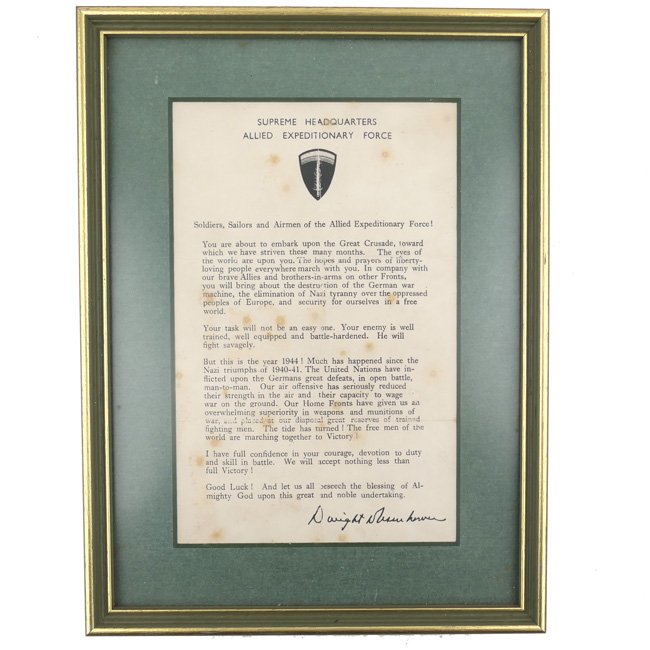 SUPREME HEADQUARTERS
ALLIED EXPEDITIONARY FORCE
Soldiers, Sailors and Airmen of the Allied Expeditionary Force!
You are about to embark upon the Great Crusade, toward
which we have striven these many months. The eyes of
the world are upon you. The hopes and prayers of liberty-
loving people everywhere march with you. In company with
our brave Allies and brothers-in-arms on other Fronts,
you will bring about the destruction of the German war
machine, the elimination of Nazi tyranny over the oppressed
peoples of Europe, and security for ourselves in a free
world.
Your task will not be an easy one. Your enemy is well
trained, well equipped and battle-hardened. He will
fight savagely.
But this is the year 1944! Much has happened since the
Nazi triumphs of 1940-41. The United Nations have in-
flicted upon the Germans great defeats, in open battle,
man-to-man. Our air offensive has seriously reduced
their strength in the air and their capacity to wage
war on the ground. Our Home Fronts have given us an
overwhelming superiority in weapons and munitions of
war, and placed at our disposal great reserves of trained
fighting men. The tide has turned! The free men of the
world are marching together to Victory!
I have full confidence in your courage, devotion to duty
and skill in battle. We will accept nothing less than
full Victory!
Good Luck! And let us all beseech the blessing of Al-
mighty God upon this great and noble undertaking.
Dwight D Eisenhower